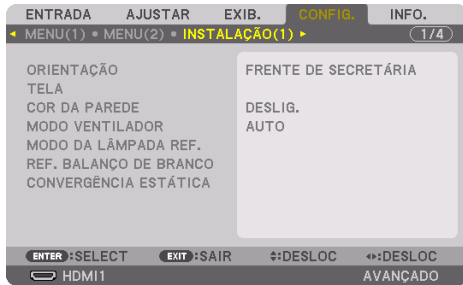 ENTRADA AJUSTAR EXIB. CONFIG. INFO.
MENU(1) MENU(2) INSTALAÇÃO(1) 1/4
ORIENTAÇÃO FRENTE DE SECRETÁRIA
TELA
COR DA PAREDE DESLIG.
MODO VENTILADOR AUTO
MODO DA LÂMPADA REF.
REF. BALANÇO DE BRANCO
CONVERGÊNCIA ESTÁTICA
ENTER :SELECT EXIT :SAIR :DESLOC :DESLOC
HDMI1 AVANÇADO